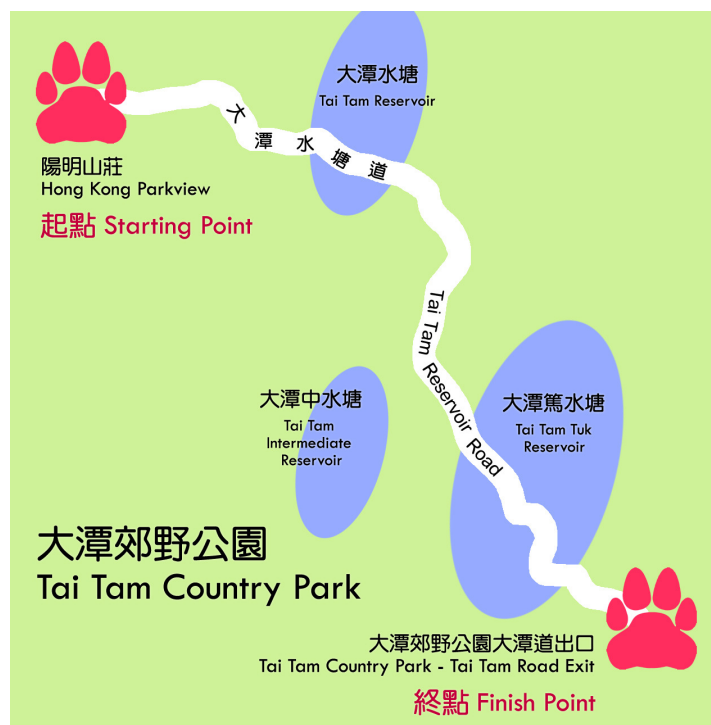 大潭水塘
Tai Tam Reservoir
大潭水塘道
陽明山莊
Hong Kong Parkview
起點 Starting Point
Tai Tam Reservoir Road
大潭中水塘
Tai Tam
Intermediate
Reservoir
大潭篤水塘
Tai Tam Tuk
Reservoir
大潭郊野公園
Tai Tam Country Park
大潭郊野公園大潭道出口
Tai Tam Country Park - Tai Tam Road Exit
終點 Finish Point